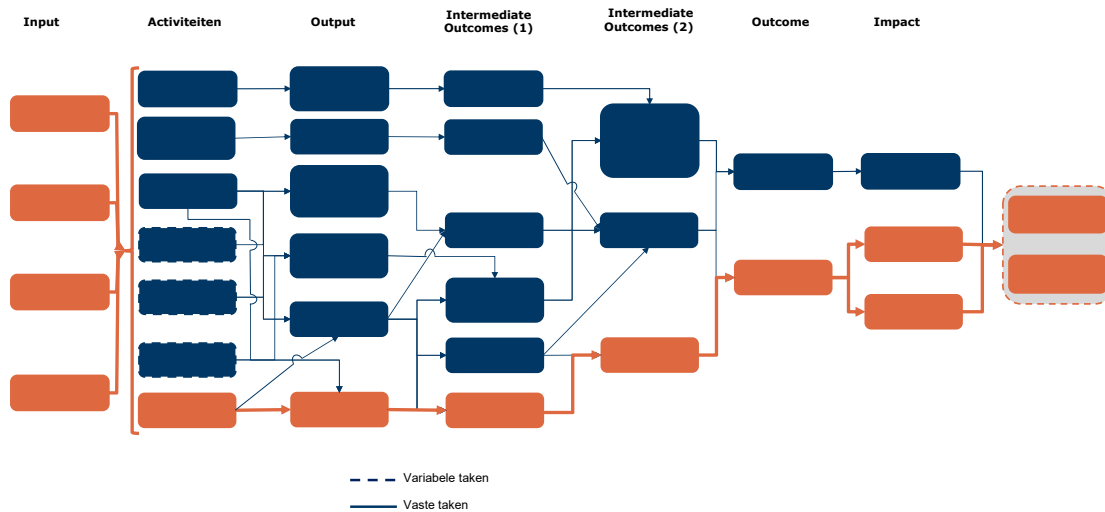 Input
Activiteiten
Output
Intermediate
Outcomes (1)
Intermediate
Outcomes (2)
Outcome
Impact
Variabele taken
Vaste taken